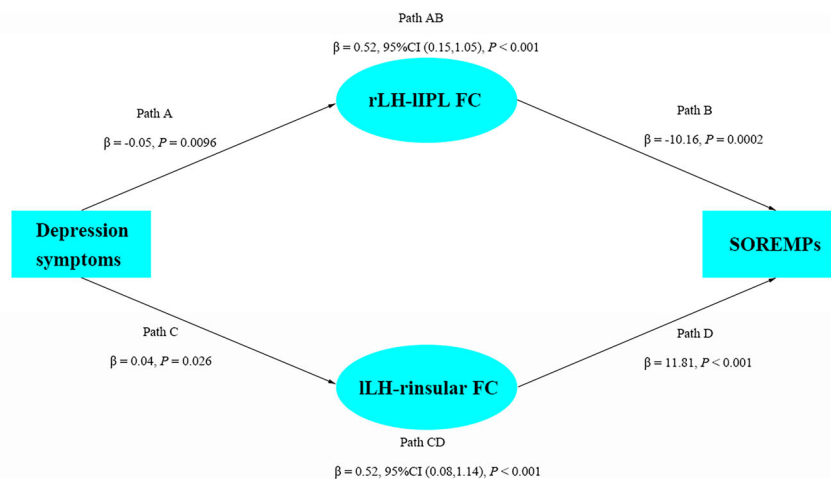 Path AB
β = 0.52, 95%CI (0.15,1.05), P < 0.001
rLH-lIPL FC
Path A
β = -0.05, P = 0.0096
Path B
β = -10.16, P = 0.0002
Depression
symptoms
SOREMPs
Path C
β = 0.04, P = 0.026
Path D
β = 11.81, P < 0.001
lLH-rinsular FC
Path CD
β = 0.52, 95%CI (0.08,1.14), P < 0.001